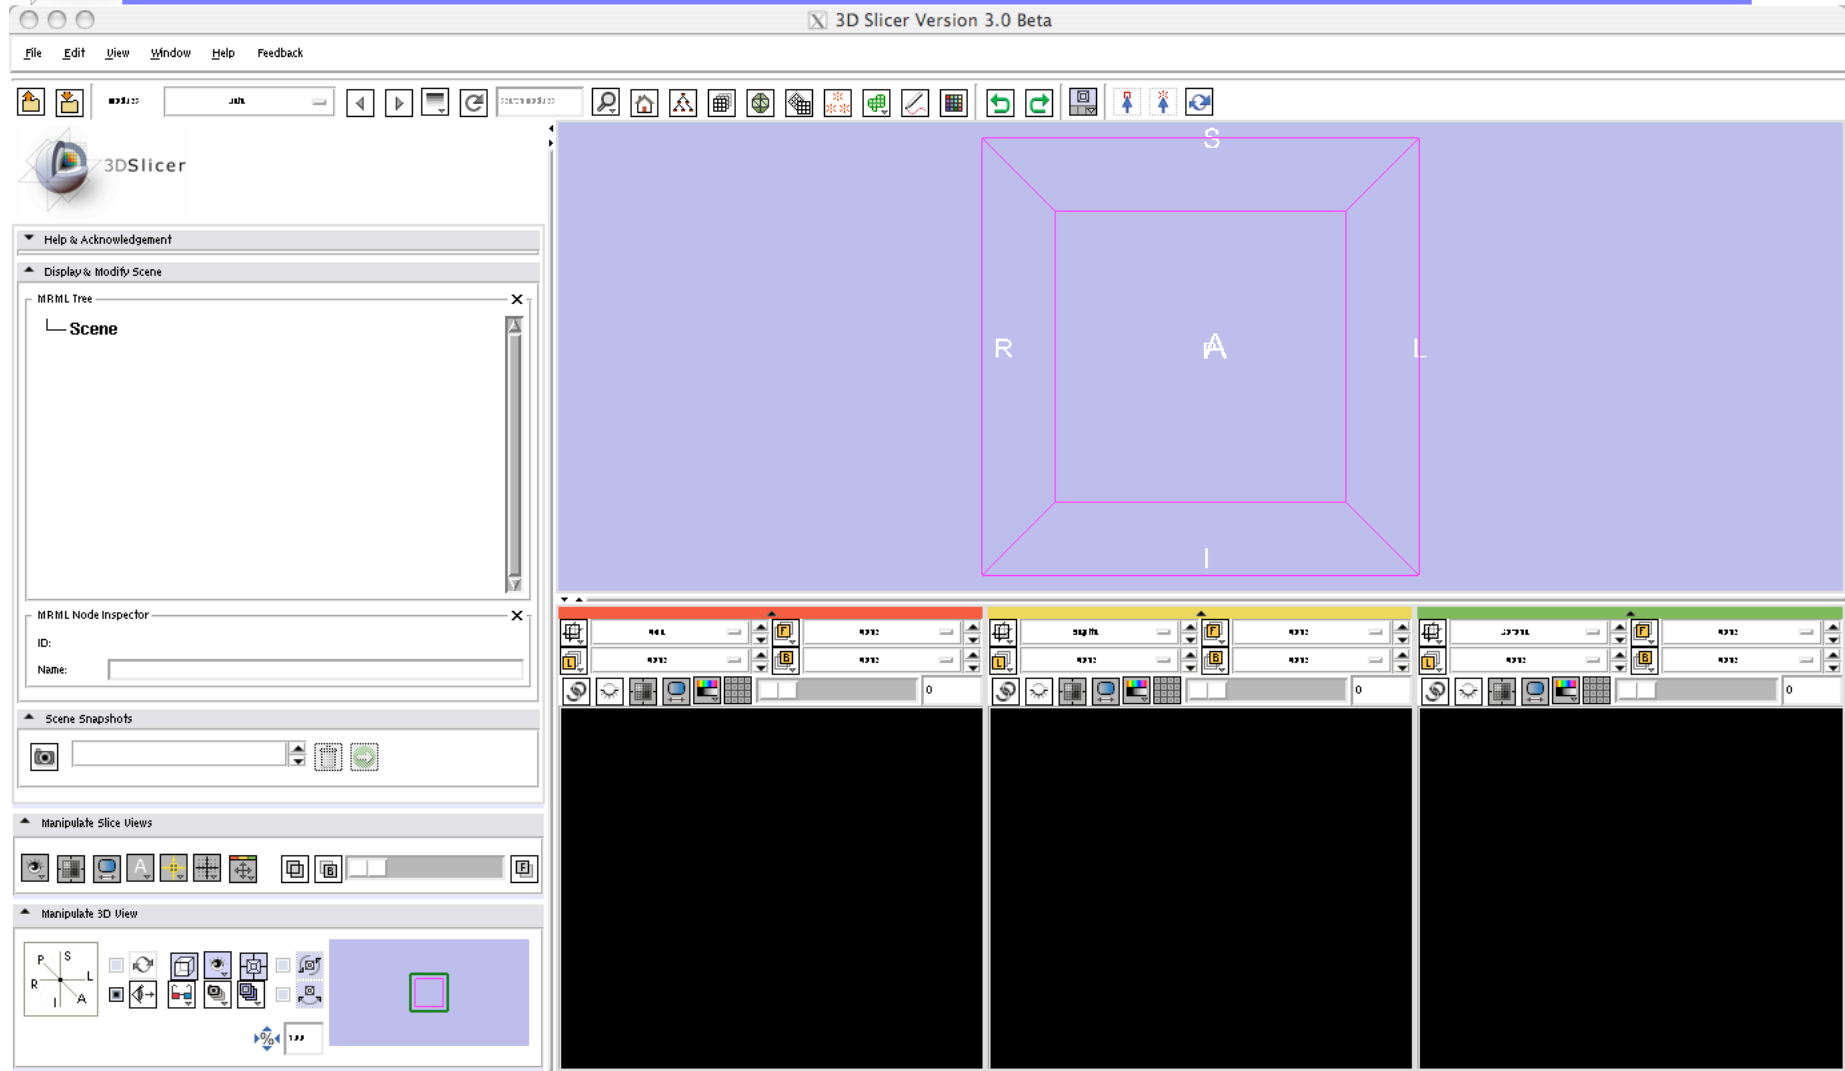 3D Slicer Version 3.0 Beta
File Edit View Window Help Feedback
3DSlicer
Help & Acknowledgement
Display & Modify Scene
MRML Tree
Scene
MRML Node Inspector
ID:
Name:
Scene Snapshots
Manipulate Slice Views
A
B
F
Manipulate 3D View
P S
R L
I A
%
S
R A L
P
I
F F F
L B L B L B
0 0 0